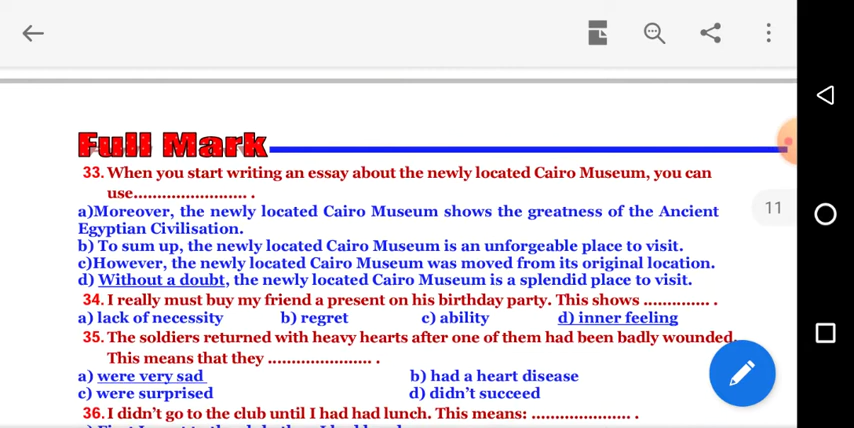 Full Mark
33. When you start writing an essay about the newly located Cairo Museum, you can
use........................ .
11
a)Moreover, the newly located Cairo Museum shows the greatness of the Ancient
Egyptian Civilisation.
b) To sum up, the newly located Cairo Museum is an unforgeable place to visit.
c)However, the newly located Cairo Museum was moved from its original location.
d) Without a doubt, the newly located Cairo Museum is a splendid place to visit.
34. I really must buy my friend a present on his birthday party. This shows .............. .
a) lack of necessity b) regret c) ability d) inner feeling
35. The soldiers returned with heavy hearts after one of them had been badly wounded.
This means that they ...................... .
a) were very sad b) had a heart disease
c) were surprised d) didn't succeed
36. I didn't go to the club until I had had lunch. This means: ..................... .